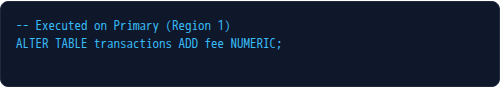 -- Executed on Primary (Region 1)
ALTER TABLE transactions ADD fee NUMERIC;